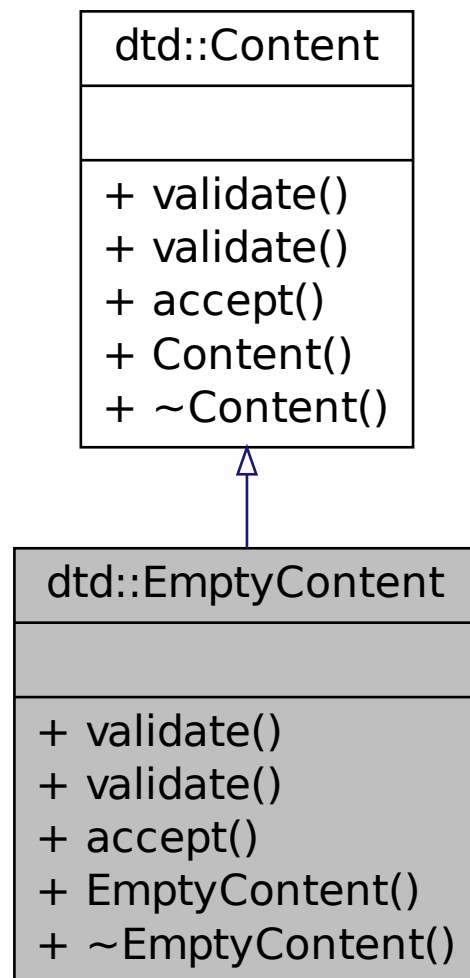 dtd::Content
+ validate()
+ validate()
+ accept()
+ Content()
+ ~Content()
dtd::EmptyContent
+ validate()
+ validate()
+ accept()
+ EmptyContent()
+ ~EmptyContent()